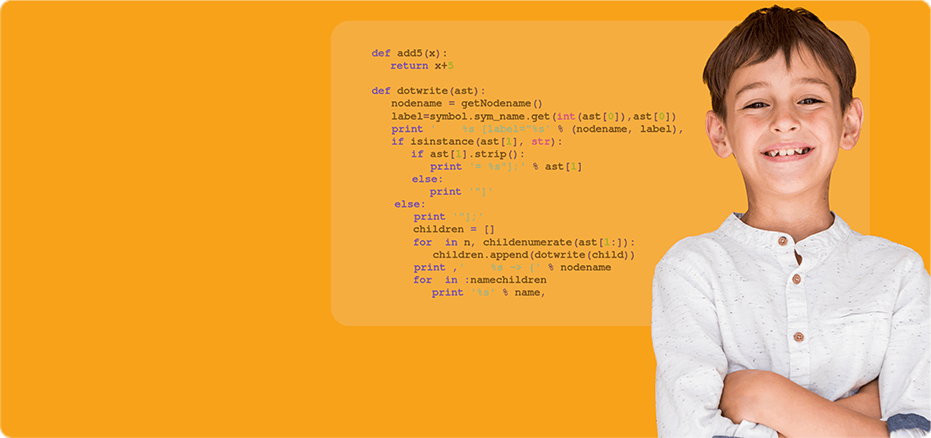 def add5(x):
return x+5
def dotwrite(ast):
nodename = getNodename()
label=symbol.sym_name.get(int(ast[0]),ast[0])
print '    %s [label="%s' % (nodename, label),
if isinstance(ast[1], str):
if ast[1].strip():
print '= %s"];' % ast[1]
else:
print '"]'
else:
print '"];'
children = []
for  in n, childenumerate(ast[1:]):
children.append(dotwrite(child))
print ,'    %s -> {' % nodename
for  in :namechildren
print '%s' % name,